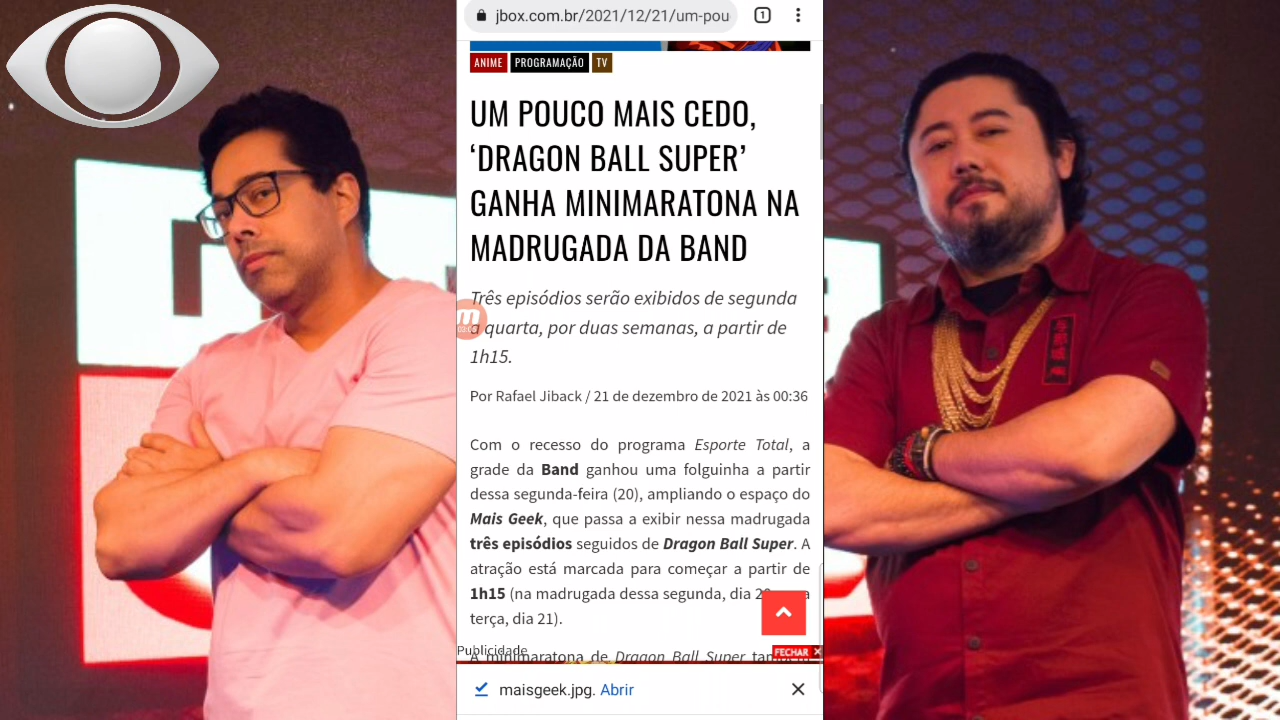 jbox.com.br/2021/12/21/um-pou
1
ANIME PROGRAMAÇÃO TV
UM POUCO MAIS CEDO,
‘DRAGON BALL SUPER’
GANHA MINIMARATONA NA
MADRUGADA DA BAND
Três episódios serão exibidos de segunda
a quarta, por duas semanas, a partir de
1h15.
Por Rafael Jiback / 21 de dezembro de 2021 às 00:36
Com o recesso do programa Esporte Total, a
grade da Band ganhou uma folguinha a partir
dessa segunda-feira (20), ampliando o espaço do
Mais Geek, que passa a exibir nessa madrugada
três episódios seguidos de Dragon Ball Super. A
atração está marcada para começar a partir de
1h15 (na madrugada dessa segunda, dia
terça, dia 21).
Publicidade
FECHAR X
A minimaratona de Dragon Ball Super
maisgeek.jpg. Abrir